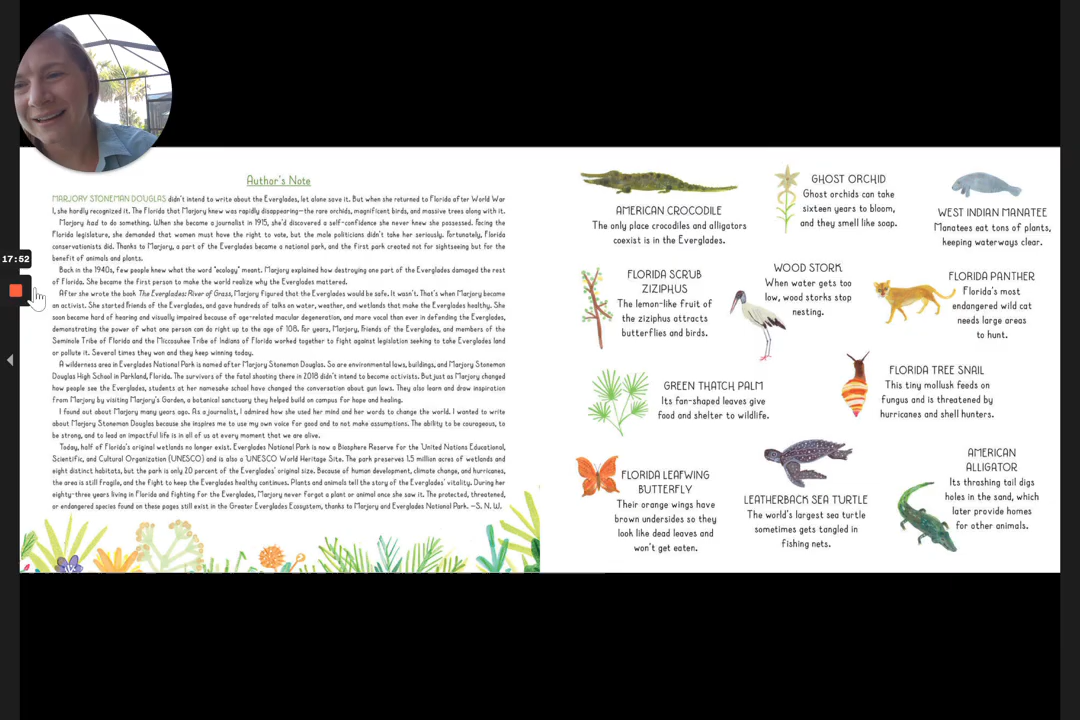 17:52
Author's Note
MARJORY STONEMAN DOUGLAS didn't intend to write about the Everglades, let alone save it. But when she returned to Florida after World War
I, she hardly recognized it. The Florida that Marjory knew was rapidly disappearing—the rare orchids, magnificent birds, and massive trees along with it.
Marjory had to do something. When she became a journalist in 1915, she'd discovered a self-confidence she never knew she possessed. Facing the
Florida legislature, she demanded that women must have the right to vote, but the male politicians didn't take her seriously. Fortunately, Florida
conservationists did. Thanks to Marjory, a part of the Everglades became a national park, and the first park created not for sightseeing but for the
benefit of animals and plants.
Back in the 1940s, few people knew what the word "ecology" meant. Marjory explained how destroying one part of the Everglades damaged the rest
of Florida. She became the first person to make the world realize why the Everglades mattered.
After she wrote the book The Everglades: River of Grass, Marjory figured that the Everglades would be safe. It wasn't. That's when Marjory became
an activist. She started Friends of the Everglades, and gave hundreds of talks on water, weather, and wetlands that make the Everglades healthy. She
soon became hard of hearing and visually impaired because of age-related macular degeneration, and more vocal than ever in defending the Everglades,
demonstrating the power of what one person can do right up to the age of 108. For years, Marjory, Friends of the Everglades, and members of the
Seminole Tribe of Florida and the Miccosukee Tribe of Indians of Florida worked together to fight against legislation seeking to take Everglades land
or pollute it. Several times they won and they keep winning today.
A wilderness area in Everglades National Park is named after Marjory Stoneman Douglas. So are environmental laws, buildings, and Marjory Stoneman
Douglas High School in Parkland, Florida. The survivors of the fatal shooting there in 2018 didn't intend to become activists. But just as Marjory changed
how people see the Everglades, students at her namesake school have changed the conversation about gun laws. They also learn and draw inspiration
from Marjory by visiting Marjory's Garden, a botanical sanctuary they helped build on campus for hope and healing.
I found out about Marjory many years ago. As a journalist, I admired how she used her mind and her words to change the world. I wanted to write
about Marjory Stoneman Douglas because she inspires me to use my own voice for good and to not make assumptions. The ability to be courageous, to
be strong, and to lead an impactful life is in all of us at every moment that we are alive.
Today, half of Florida's original wetlands no longer exist. Everglades National Park is now a Biosphere Reserve for the United Nations Educational,
Scientific, and Cultural Organization (UNESCO) and is also a UNESCO World Heritage Site. The park preserves 1.5 million acres of wetlands and
eight distinct habitats, but the park is only 20 percent of the Everglades' original size. Because of human development, climate change, and hurricanes,
the area is still fragile, and the fight to keep the Everglades healthy continues. Plants and animals tell the story of the Everglades' vitality. During her
eighty-three years living in Florida and fighting for the Everglades, Marjory never forgot a plant or animal once she saw it. The protected, threatened,
or endangered species found on these pages still exist in the Greater Everglades Ecosystem, thanks to Marjory and Everglades National Park. —S. N. W.
AMERICAN CROCODILE
The only place crocodiles and alligators
coexist is in the Everglades.
GHOST ORCHID
Ghost orchids can take
sixteen years to bloom,
and they smell like soap.
WEST INDIAN MANATEE
Manatees eat tons of plants,
keeping waterways clear.
FLORIDA SCRUB
ZIZIPHUS
The lemon-like fruit of
the ziziphus attracts
butterflies and birds.
WOOD STORK
When water gets too
low, wood storks stop
nesting.
FLORIDA PANTHER
Florida's most
endangered wild cat
needs large areas
to hunt.
GREEN THATCH PALM
Its fan-shaped leaves give
food and shelter to wildlife.
FLORIDA TREE SNAIL
This tiny mollush feeds on
fungus and is threatened by
hurricanes and shell hunters.
FLORIDA LEAFWING
BUTTERFLY
Their orange wings have
brown undersides so they
look like dead leaves and
won't get eaten.
LEATHERBACK SEA TURTLE
The world's largest sea turtle
sometimes gets tangled in
fishing nets.
AMERICAN
ALLIGATOR
Its thrashing tail digs
holes in the sand, which
later provide homes
for other animals.